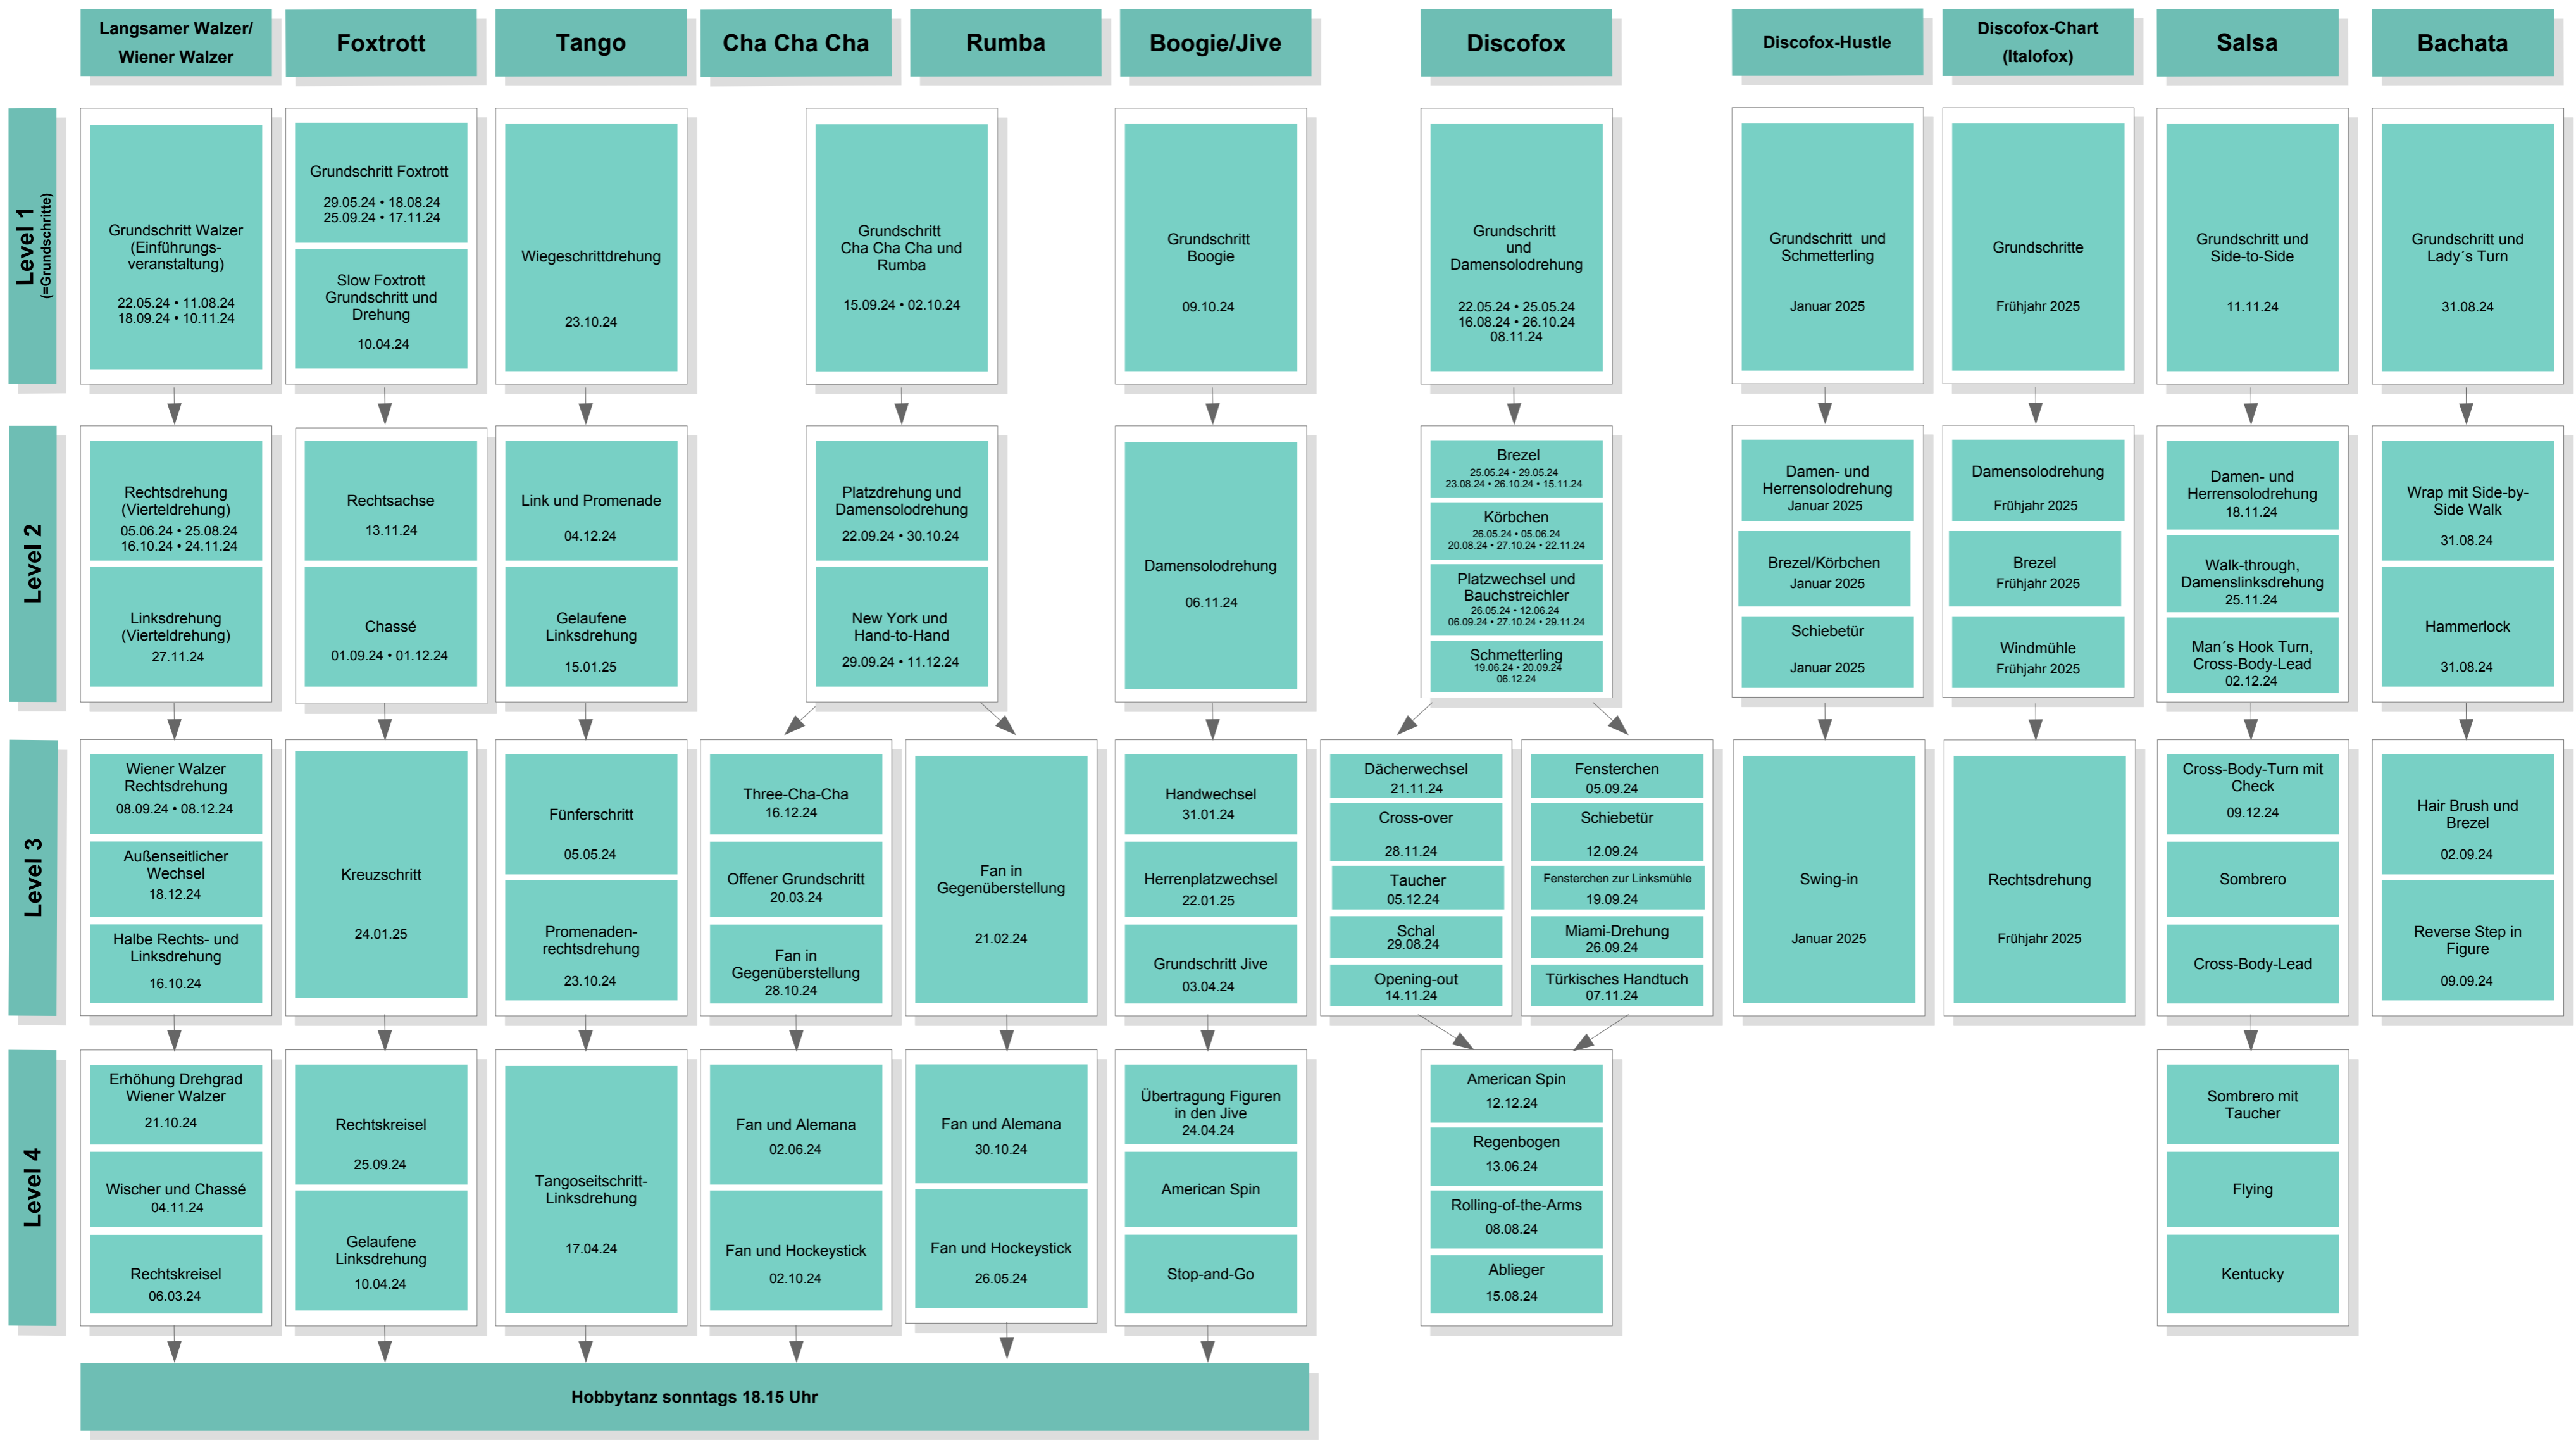 Langsamer Walzer/
Wiener Walzer
Foxtrott
Tango
Cha Cha Cha
Rumba
Boogie/Jive
Discofox
Discofox-Hustle
Discofox-Chart
(Italofox)
Salsa
Bachata
Level 1
(=Grundschritte)
Grundschritt Walzer
(Einführungs-
veranstaltung)
22.05.24 • 11.08.24
18.09.24 • 10.11.24
Grundschritt Foxtrott
29.05.24 • 18.08.24
25.09.24 • 17.11.24
Slow Foxtrott
Grundschritt und
Drehung
10.04.24
Wiegeschrittdrehung
23.10.24
Grundschritt
Cha Cha Cha und
Rumba
15.09.24 • 02.10.24
Grundschritt
Boogie
09.10.24
Grundschritt
und
Damensolodrehung
22.05.24 • 25.05.24
16.08.24 • 26.10.24
08.11.24
Grundschritt und
Schmetterling
Januar 2025
Grundschritte
Frühjahr 2025
Grundschritt und
Side-to-Side
11.11.24
Grundschritt und
Lady´s Turn
31.08.24
Level 2
Rechtsdrehung
(Vierteldrehung)
05.06.24 • 25.08.24
16.10.24 • 24.11.24
Linksdrehung
(Vierteldrehung)
27.11.24
Rechtsachse
13.11.24
Chassé
01.09.24 • 01.12.24
Link und Promenade
04.12.24
Gelaufene
Linksdrehung
15.01.25
Platzdrehung und
Damensolodrehung
22.09.24 • 30.10.24
New York und
Hand-to-Hand
29.09.24 • 11.12.24
Damensolodrehung
06.11.24
Brezel
25.05.24 • 29.05.24
23.08.24 • 26.10.24 • 15.11.24
Körbchen
26.05.24 • 05.06.24
20.08.24 • 27.10.24 • 22.11.24
Platzwechsel und
Bauchstreichler
26.05.24 • 12.06.24
06.09.24 • 27.10.24 • 29.11.24
Schmetterling
19.06.24 • 20.09.24
06.12.24
Damen- und
Herrensolodrehung
Januar 2025
Brezel/Körbchen
Januar 2025
Schiebetür
Januar 2025
Damensolodrehung
Frühjahr 2025
Brezel
Frühjahr 2025
Windmühle
Frühjahr 2025
Damen- und
Herrensolodrehung
18.11.24
Walk-through,
Damenslinksdrehung
25.11.24
Man´s Hook Turn,
Cross-Body-Lead
02.12.24
Wrap mit Side-by-
Side Walk
31.08.24
Hammerlock
31.08.24
Level 3
Wiener Walzer
Rechtsdrehung
08.09.24 • 08.12.24
Außenseitlicher
Wechsel
18.12.24
Halbe Rechts- und
Linksdrehung
16.10.24
Kreuzschritt
24.01.25
Fünferschritt
05.05.24
Promenaden-
rechtsdrehung
23.10.24
Three-Cha-Cha
16.12.24
Offener Grundschritt
20.03.24
Fan in
Gegenüberstellung
28.10.24
Fan in
Gegenüberstellung
21.02.24
Handwechsel
31.01.24
Herrenplatzwechsel
22.01.25
Grundschritt Jive
03.04.24
Dächerwechsel
21.11.24
Cross-over
28.11.24
Taucher
05.12.24
Schal
29.08.24
Opening-out
14.11.24
Fensterchen
05.09.24
Schiebetür
12.09.24
Fensterchen zur Linksmühle
19.09.24
Miami-Drehung
26.09.24
Türkisches Handtuch
07.11.24
Swing-in
Januar 2025
Rechtsdrehung
Frühjahr 2025
Cross-Body-Turn mit
Check
09.12.24
Sombrero
Cross-Body-Lead
Hair Brush und
Brezel
02.09.24
Reverse Step in
Figure
09.09.24
Level 4
Erhöhung Drehgrad
Wiener Walzer
21.10.24
Wischer und Chassé
04.11.24
Rechtskreisel
06.03.24
Rechtskreisel
25.09.24
Gelaufene
Linksdrehung
10.04.24
Tangoseitschritt-
Linksdrehung
17.04.24
Fan und Alemana
02.06.24
Fan und Hockeystick
02.10.24
Fan und Alemana
30.10.24
Fan und Hockeystick
26.05.24
Übertragung Figuren
in den Jive
24.04.24
American Spin
Stop-and-Go
American Spin
12.12.24
Regenbogen
13.06.24
Rolling-of-the-Arms
08.08.24
Ablieger
15.08.24
Sombrero mit
Taucher
Flying
Kentucky
Hobbytanz sonntags 18.15 Uhr